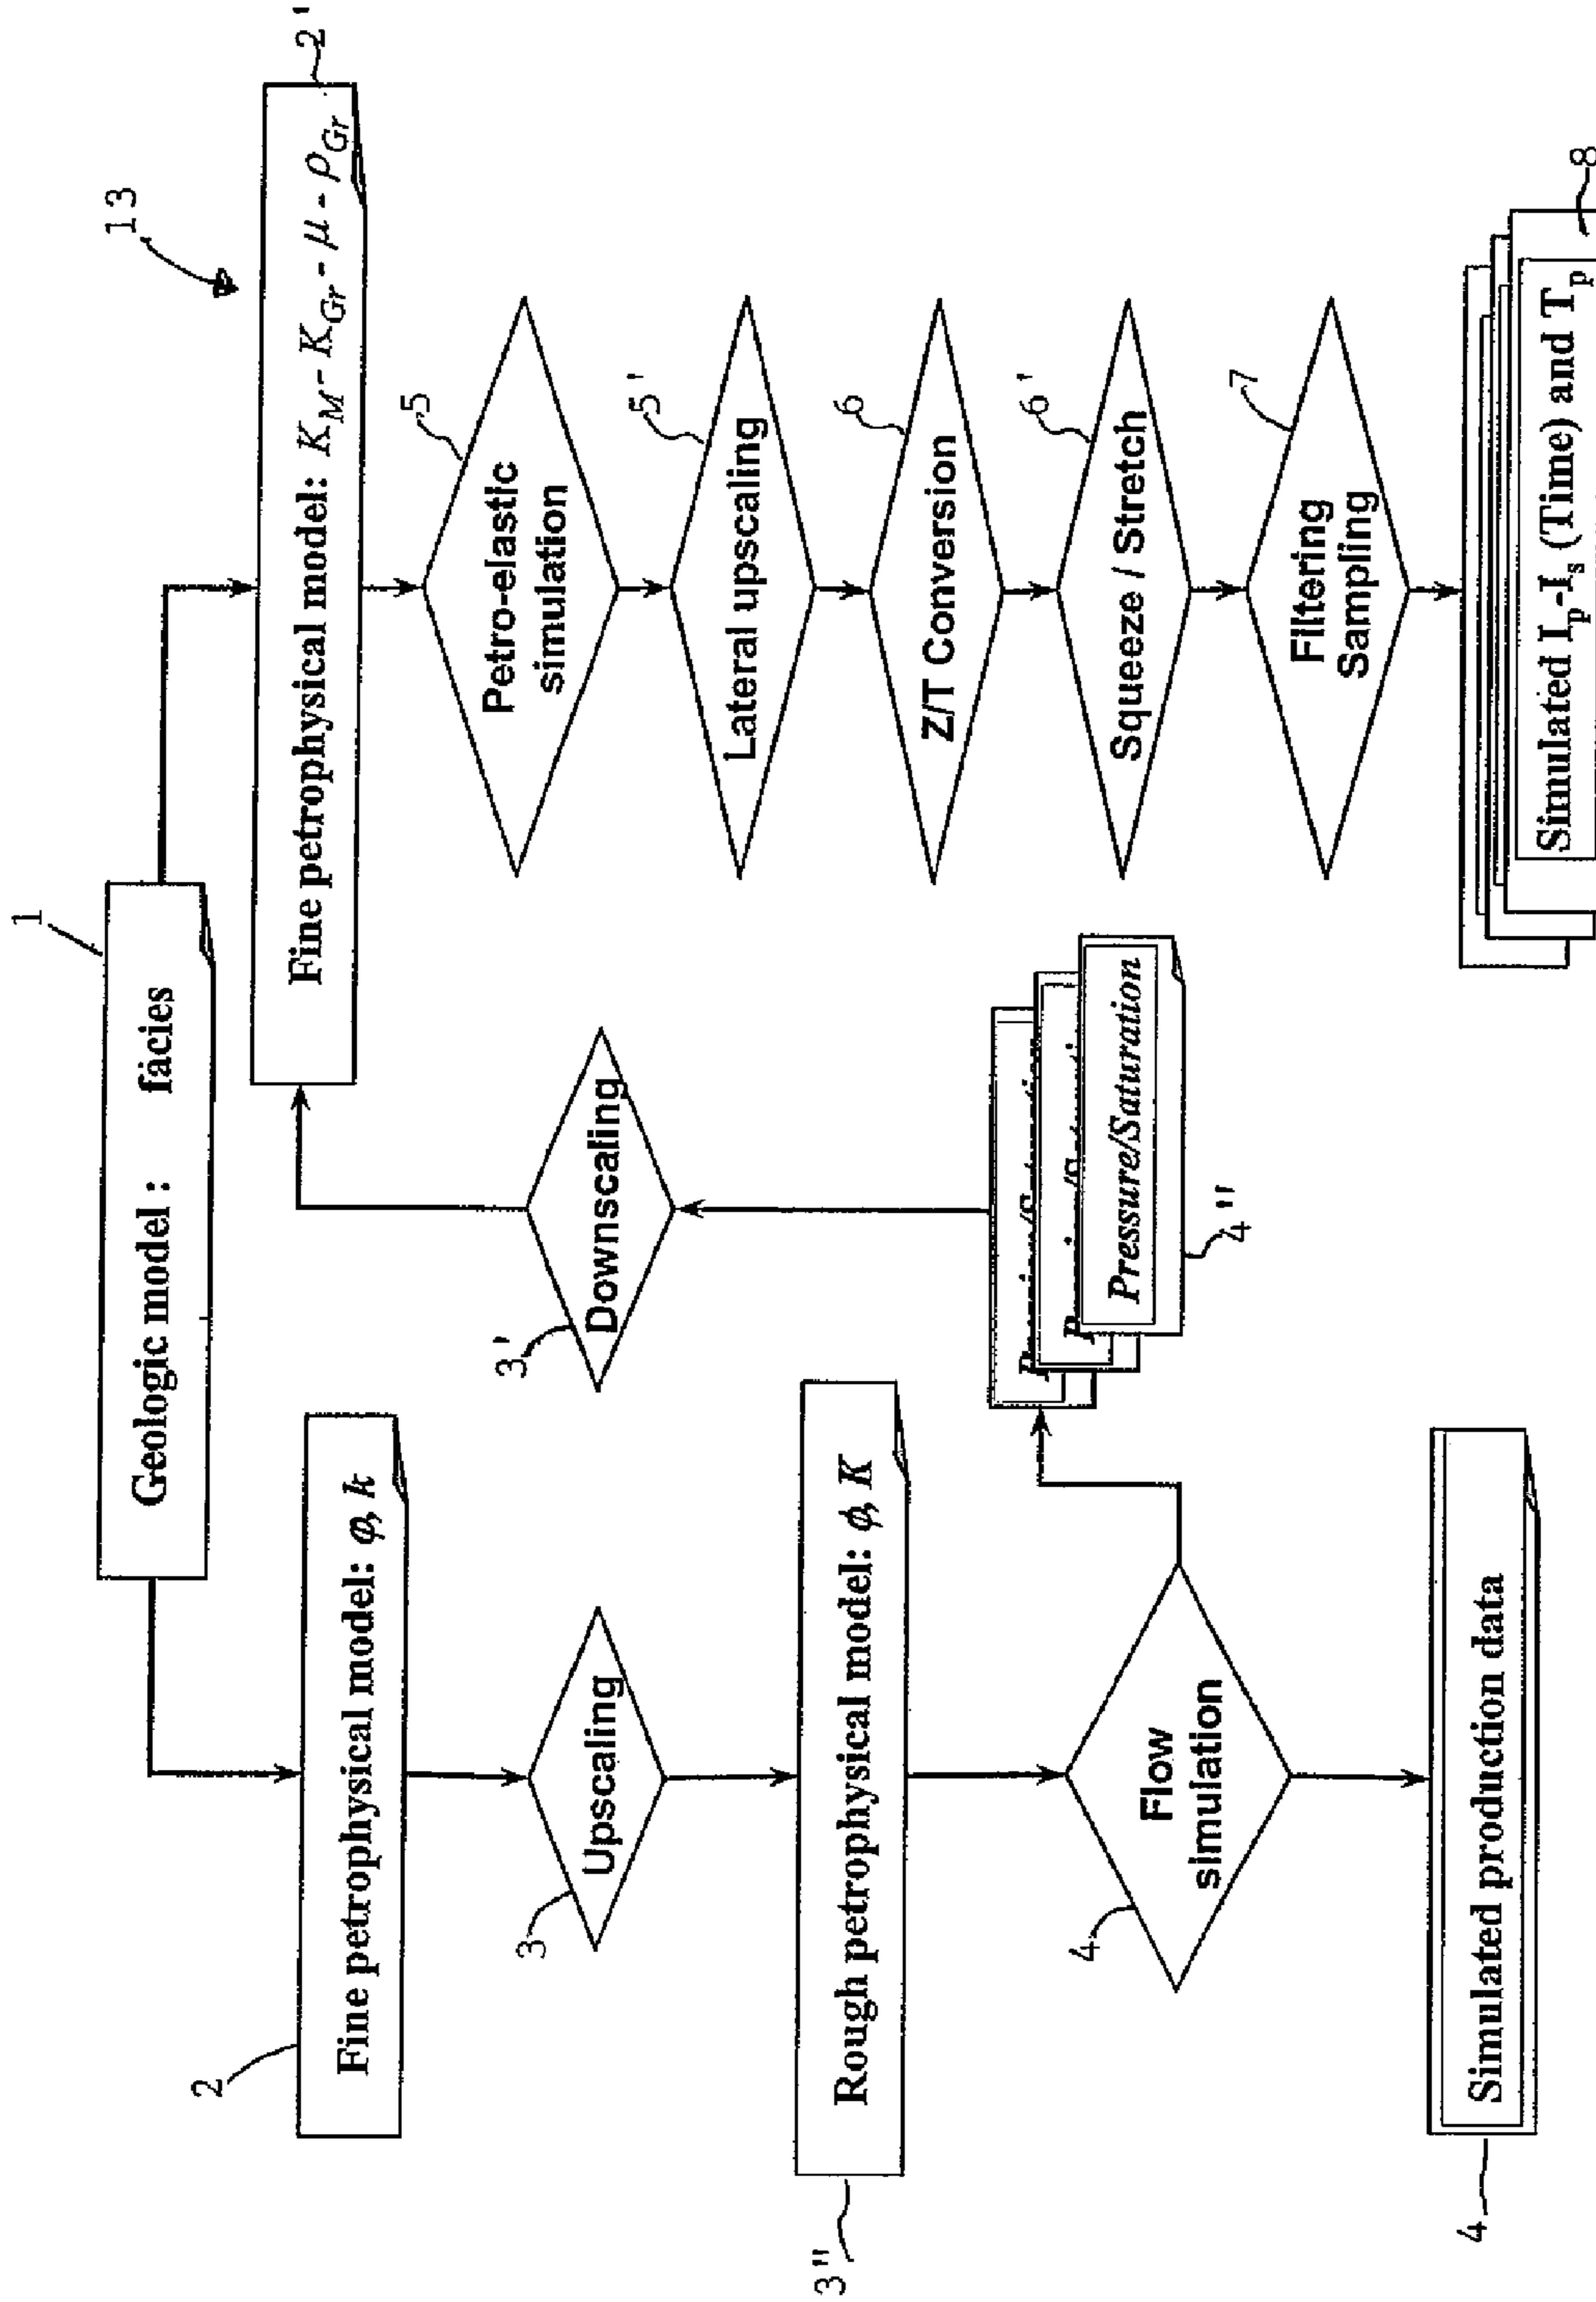 1
Geologic model : facies
13
2
Fine petrophysical model: φ, k
Fine petrophysical model: K_M - K_Gr - μ - ρ_Gr
2'
3
Upscaling
3'
Downscaling
5
Petro-elastic
simulation
3"
Rough petrophysical model: ϕ, K
5'
Lateral upscaling
6
Z/T Conversion
4
Flow
simulation
Pressure/Saturation
4"
6'
Squeeze / Stretch
7
Filtering
Sampling
4
Simulated production data
Simulated I_p-I_s (Time) and T_p
8